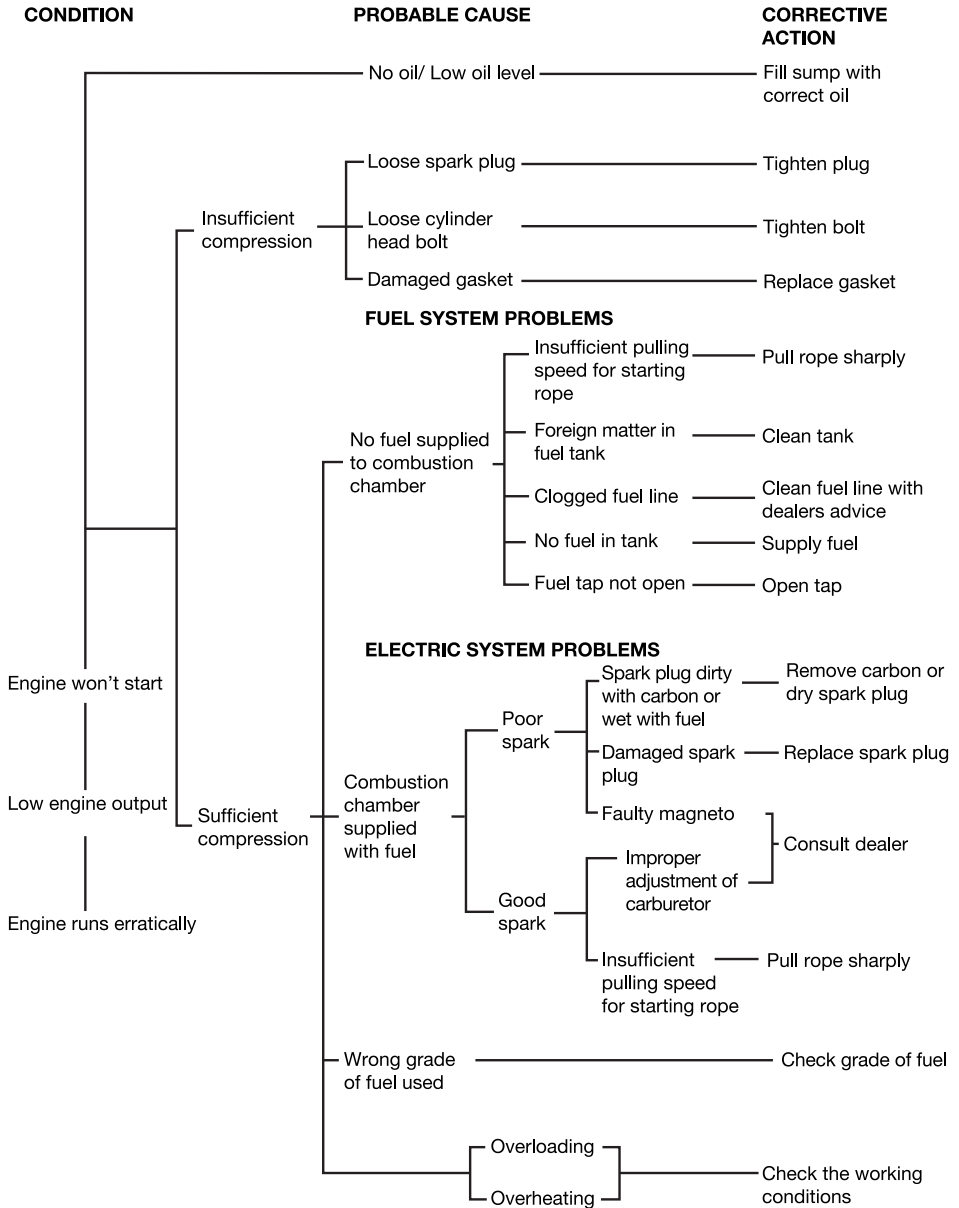 CONDITION
PROBABLE CAUSE
CORRECTIVE
ACTION
No oil/ Low oil level
Fill sump with
correct oil
Insufficient
compression
Loose spark plug
Tighten plug
Loose cylinder
head bolt
Tighten bolt
Damaged gasket
Replace gasket
FUEL SYSTEM PROBLEMS
No fuel supplied
to combustion
chamber
Insufficient pulling
speed for starting
rope
Pull rope sharply
Foreign matter in
fuel tank
Clean tank
Clogged fuel line
Clean fuel line with
dealers advice
No fuel in tank
Supply fuel
Fuel tap not open
Open tap
ELECTRIC SYSTEM PROBLEMS
Engine won't start
Low engine output
Engine runs erratically
Sufficient
compression
Combustion
chamber
supplied
with fuel
Poor
spark
Spark plug dirty
with carbon or
wet with fuel
Remove carbon or
dry spark plug
Damaged spark
plug
Replace spark plug
Faulty magneto
Consult dealer
Good
spark
Improper
adjustment of
carburetor
Insufficient
pulling speed
for starting rope
Pull rope sharply
Wrong grade
of fuel used
Check grade of fuel
Overloading
Overheating
Check the working
conditions